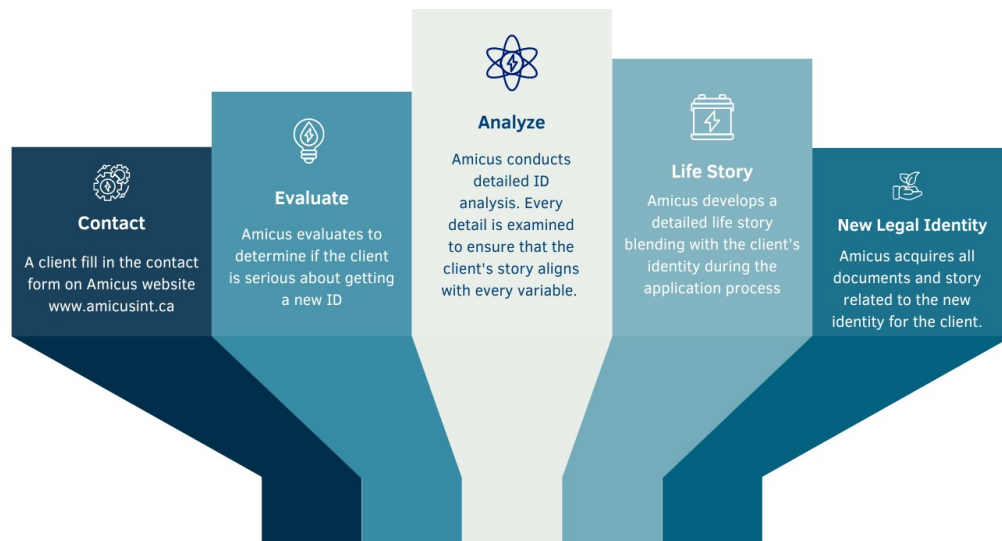 Contact
A client fill in the contact
form on Amicus website
www.amicusint.ca
Evaluate
Amicus evaluates to
determine if the client
is serious about getting
a new ID
Analyze
Amicus conducts
detailed ID
analysis. Every
detail is examined
to ensure that the
client's story aligns
with every variable.
Life Story
Amicus develops a
detailed life story
blending with the client's
identity during the
application process
New Legal Identity
Amicus acquires all
documents and story
related to the new
identity for the client.